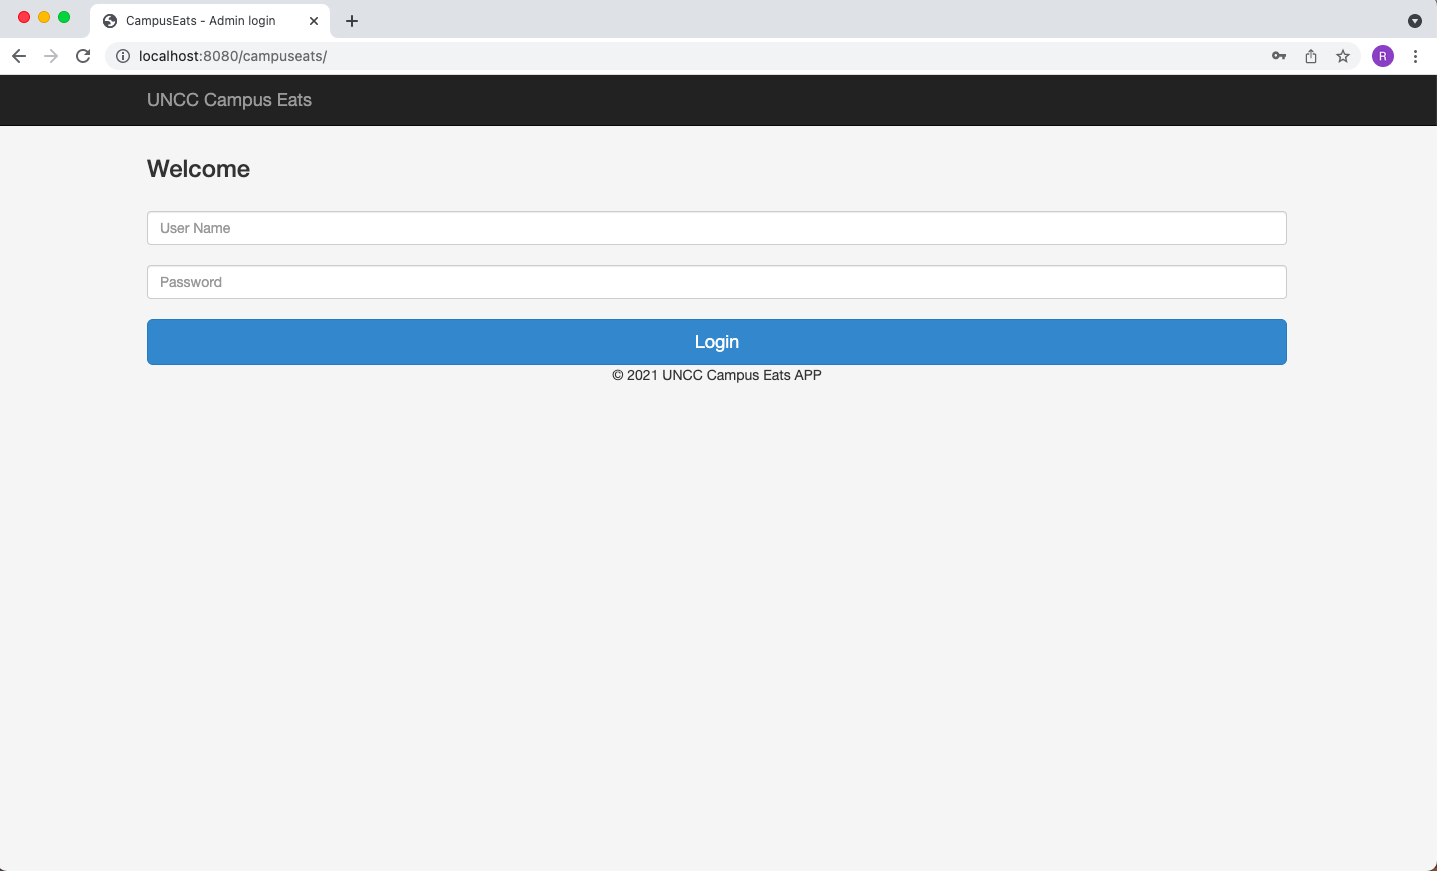 CampusEats - Admin login
localhost:8080/campuseats/
R
UNCC Campus Eats
Welcome
User Name
Password
Login
© 2021 UNCC Campus Eats APP